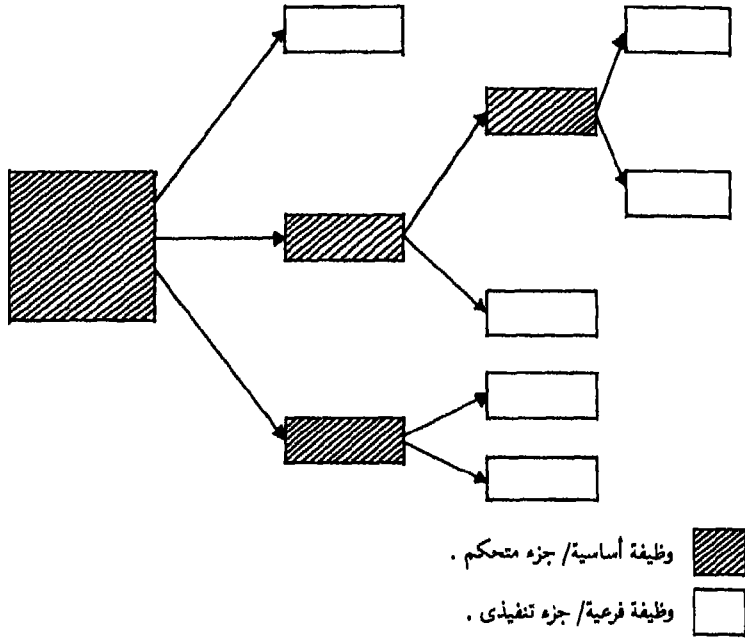 وظيفة أساسية/ جزء متحكم .
وظيفة فرعية/ جزء تنفيذى .